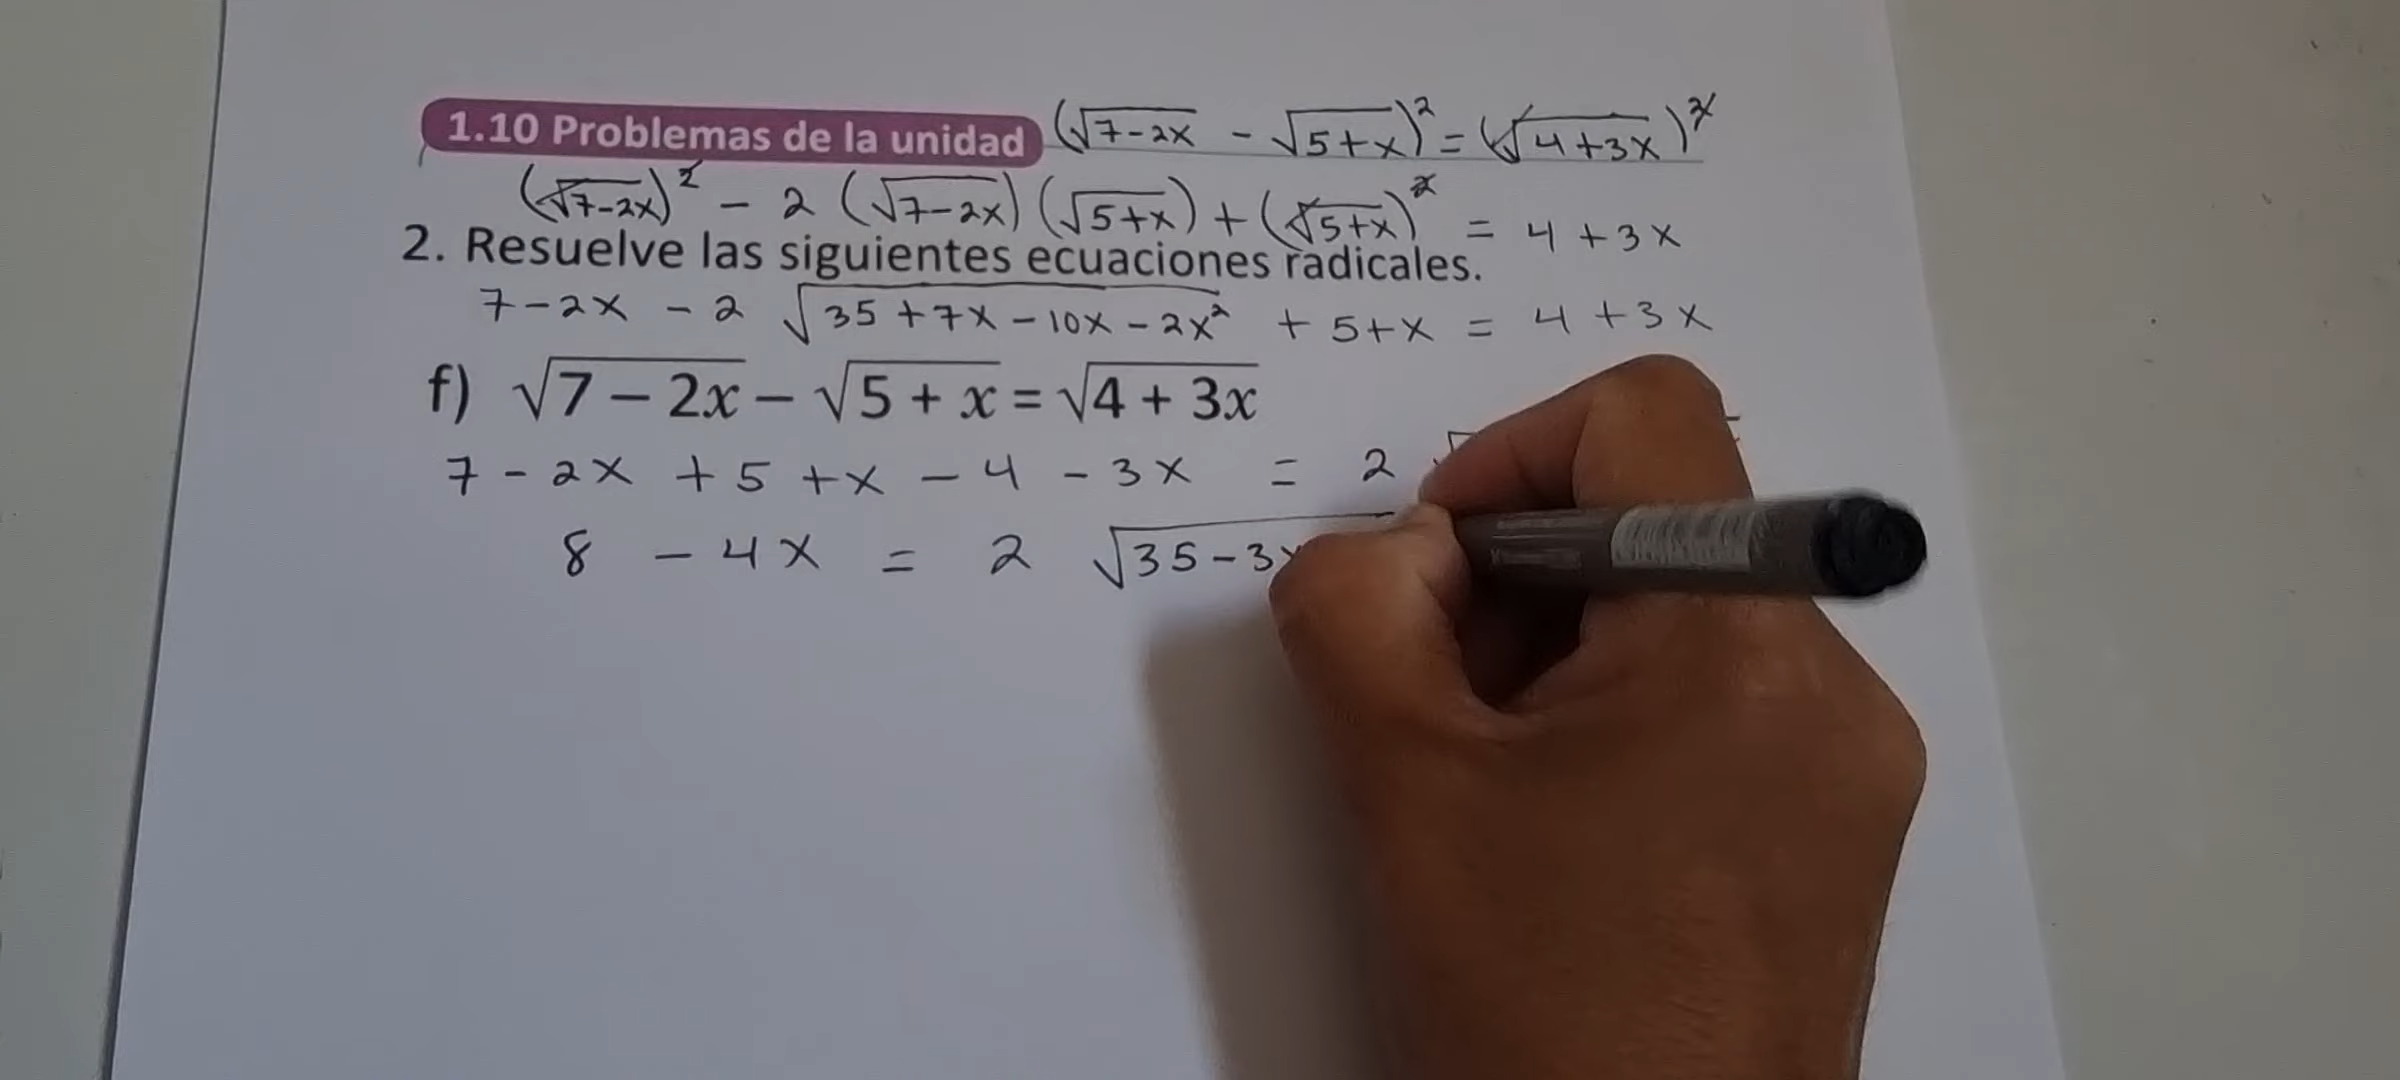 1.10 Problemas de la unidad (√7-2x - √5+x)² = (√4+3x)²
(√7-2x)² - 2 (√7-2x) (√5+x) + (√5+x)² = 4 + 3x
2. Resuelve las siguientes ecuaciones radicales.
7-2x - 2 √35+7x-10x-2x² + 5+x = 4+3x
f) √7 – 2x – √5 + x = √4 + 3x
7 - 2x + 5 + x - 4 - 3x = 2 √
8 - 4x = 2 √35-3x